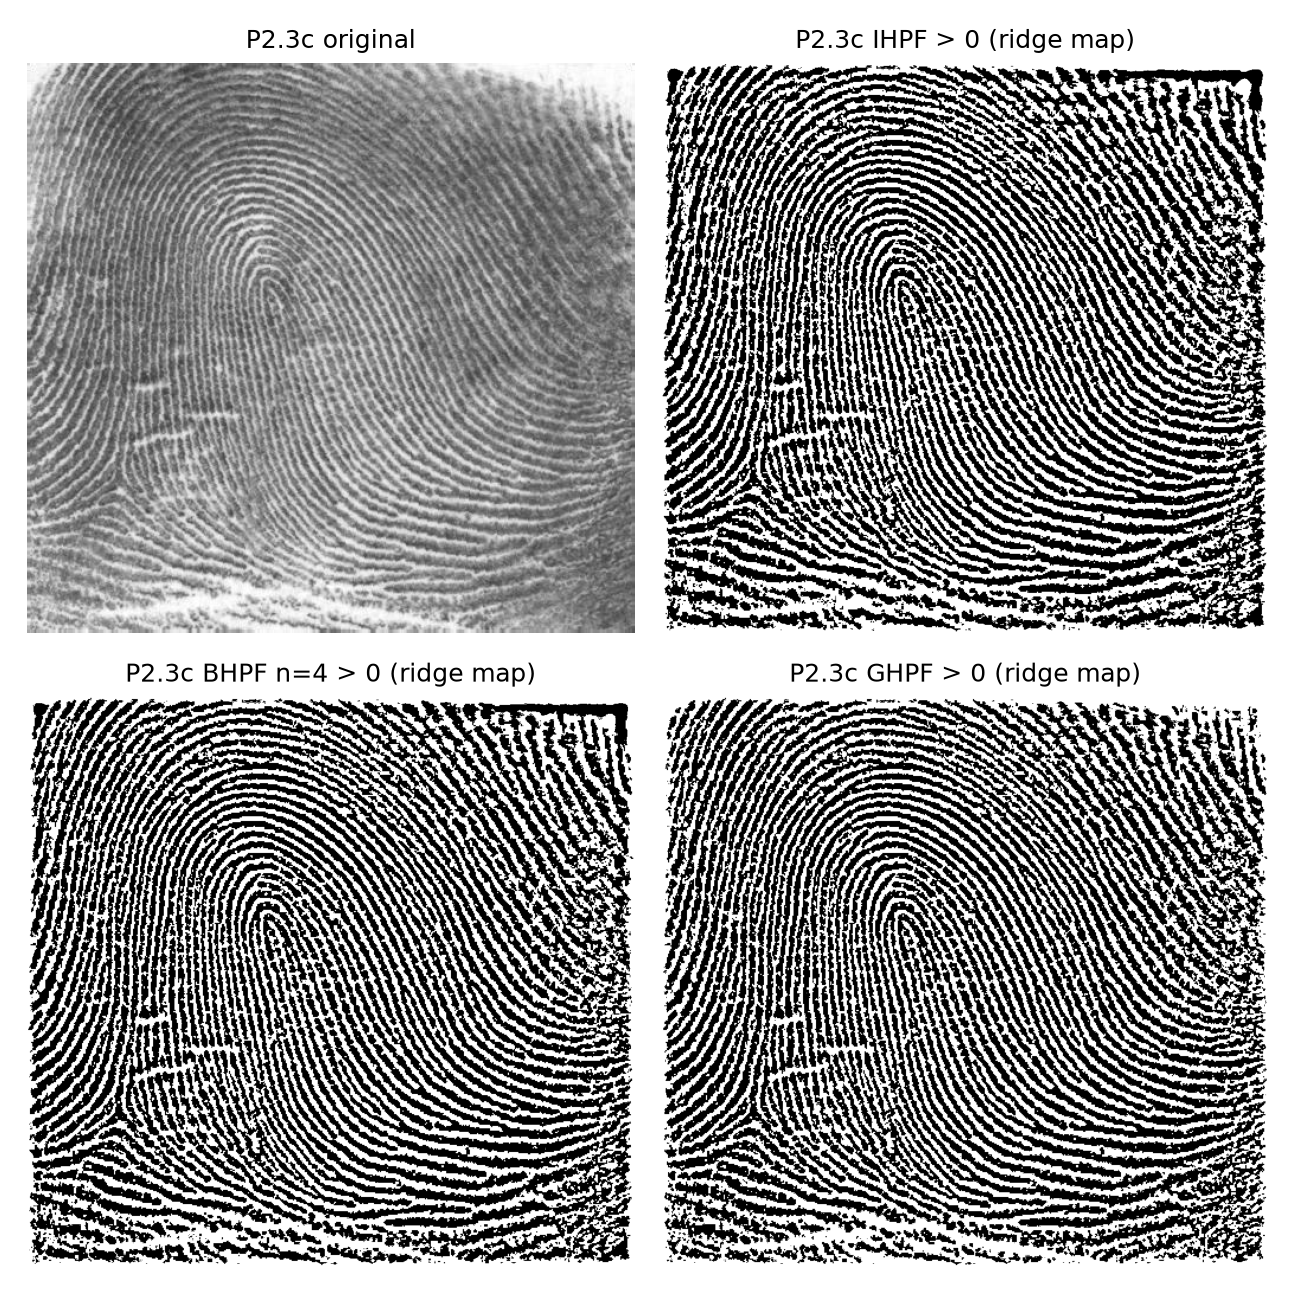 P2.3c original
P2.3c IHPF > 0 (ridge map)
P2.3c BHPF n=4 > 0 (ridge map)
P2.3c GHPF > 0 (ridge map)